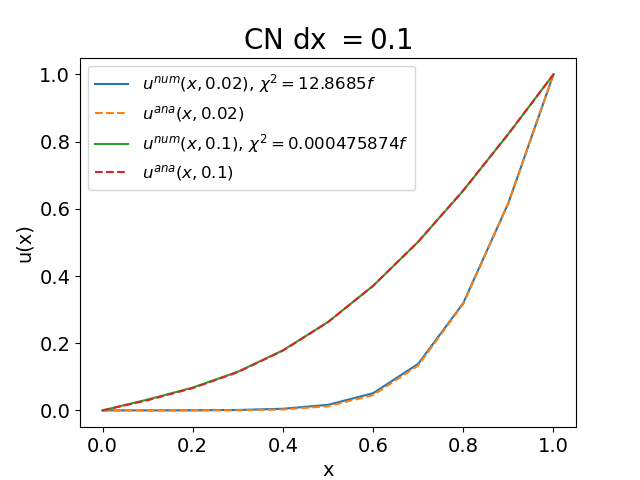 CN dx = 0.1
u^{num}(x, 0.02), χ² = 12.8685f
u^{ana}(x, 0.02)
u^{num}(x, 0.1), χ² = 0.000475874f
u^{ana}(x, 0.1)
1.0
0.8
0.6
0.4
0.2
0.0
u(x)
0.0 0.2 0.4 0.6 0.8 1.0
x